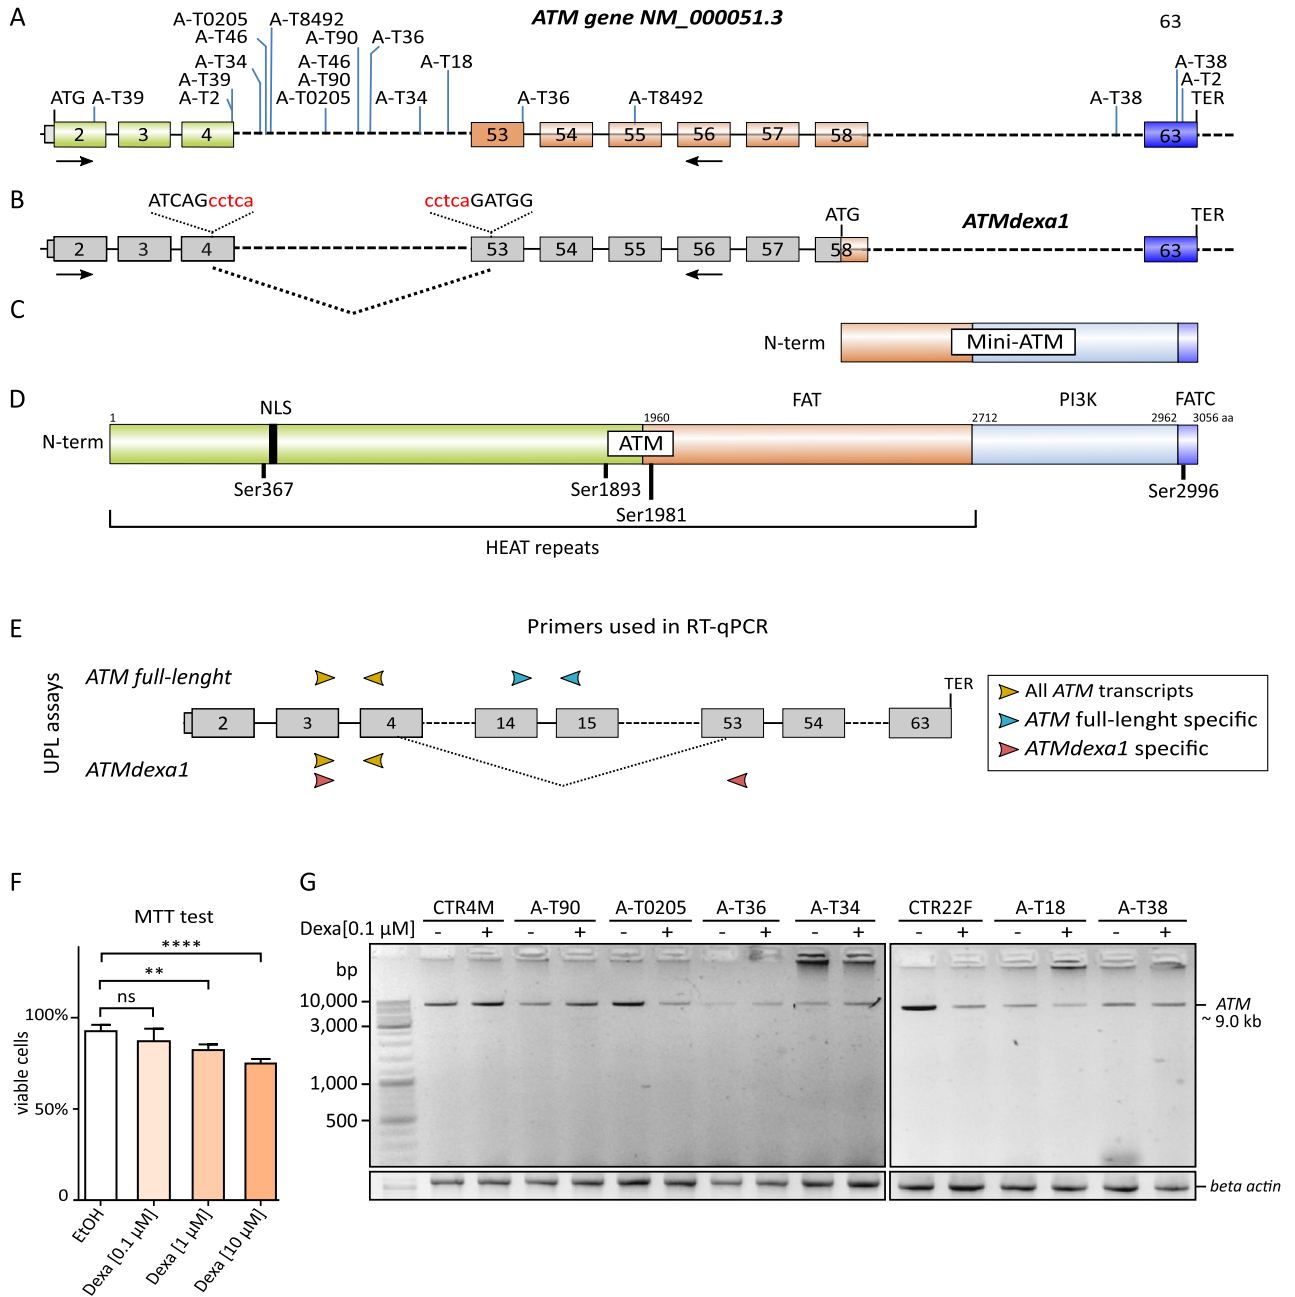 A
ATM gene NM_000051.3
63
A-T0205 A-T8492
A-T46 A-T90 A-T36
A-T34 A-T46 A-T18 A-T38
A-T39 A-T90 A-T2
ATG A-T39 A-T2 A-T0205 A-T34 A-T36 A-T8492 A-T38 TER
2 3 4 53 54 55 56 57 58 63
B
ATCAGcctca cctcaGATGG
ATG ATMdexa1 TER
2 3 4 53 54 55 56 57 58 63
C
N-term Mini-ATM
D
NLS FAT PI3K FATC
1 1960 2712 2962 3056 aa
N-term ATM
Ser367 Ser1893 Ser2996
Ser1981
HEAT repeats
E
Primers used in RT-qPCR
UPL assays
ATM full-lenght
TER
2 3 4 14 15 53 54 63
ATMdexa1
All ATM transcripts
ATM full-lenght specific
ATMdexa1 specific
F
MTT test
****
**
ns
viable cells
100%
50%
0
EtOH Dexa [0.1 µM] Dexa [1 µM] Dexa [10 µM]
G
CTR4M A-T90 A-T0205 A-T36 A-T34 CTR22F A-T18 A-T38
Dexa[0.1 µM] - + - + - + - + - + - + - + - +
bp
10,000
3,000
1,000
500
ATM
~ 9.0 kb
beta actin